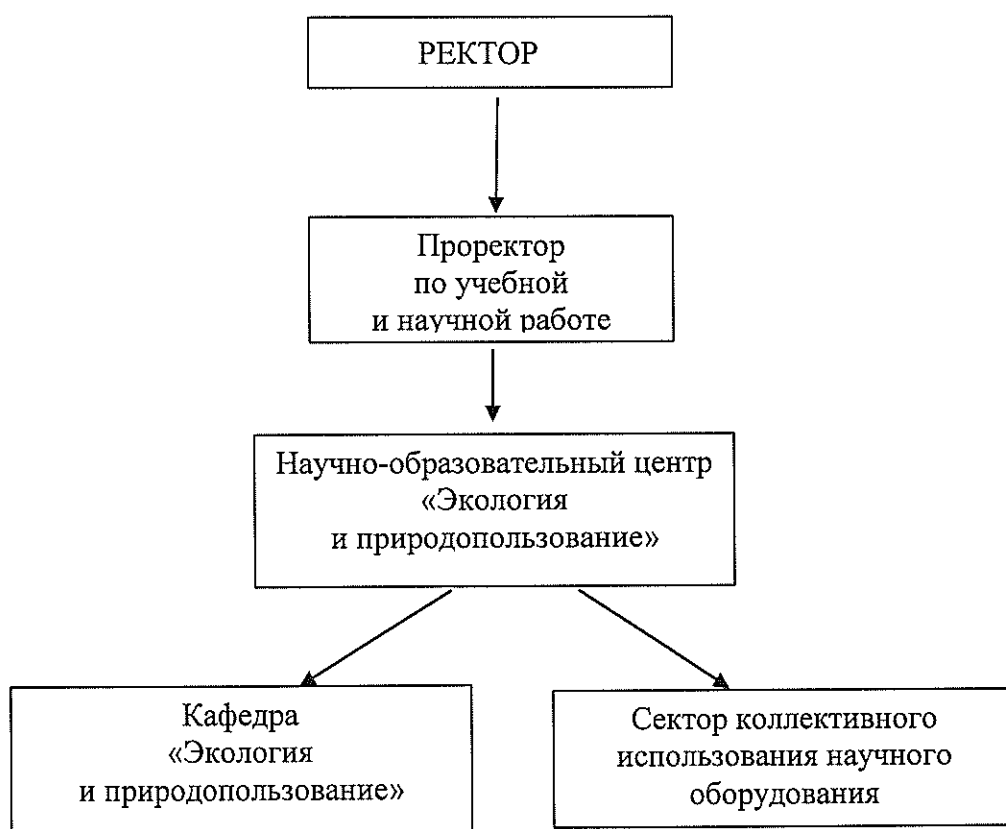 РЕКТОР
Проректор
по учебной
и научной работе
Научно-образовательный центр
«Экология
и природопользование»
Кафедра
«Экология
и природопользование»
Сектор коллективного
использования научного
оборудования